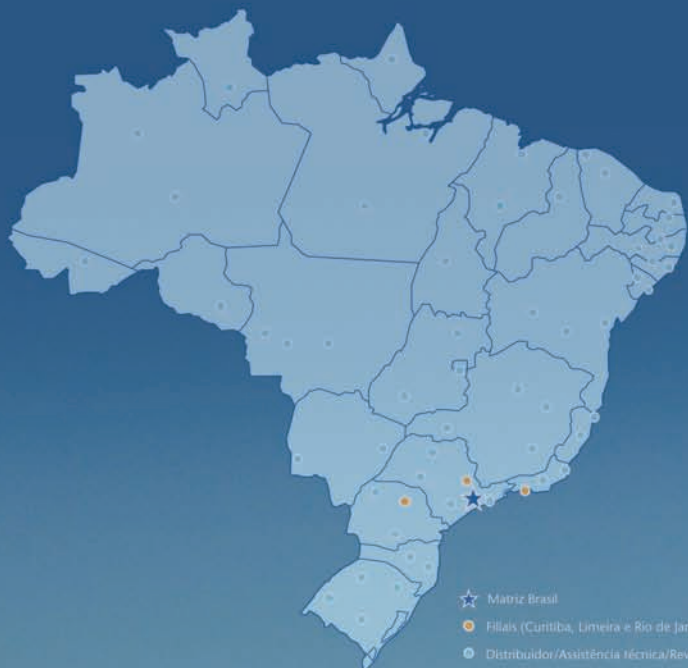 Matriz Brasil
Filiais (Curitiba, Limeira e Rio de Jan
Distribuidor/Assistência técnica/Rev